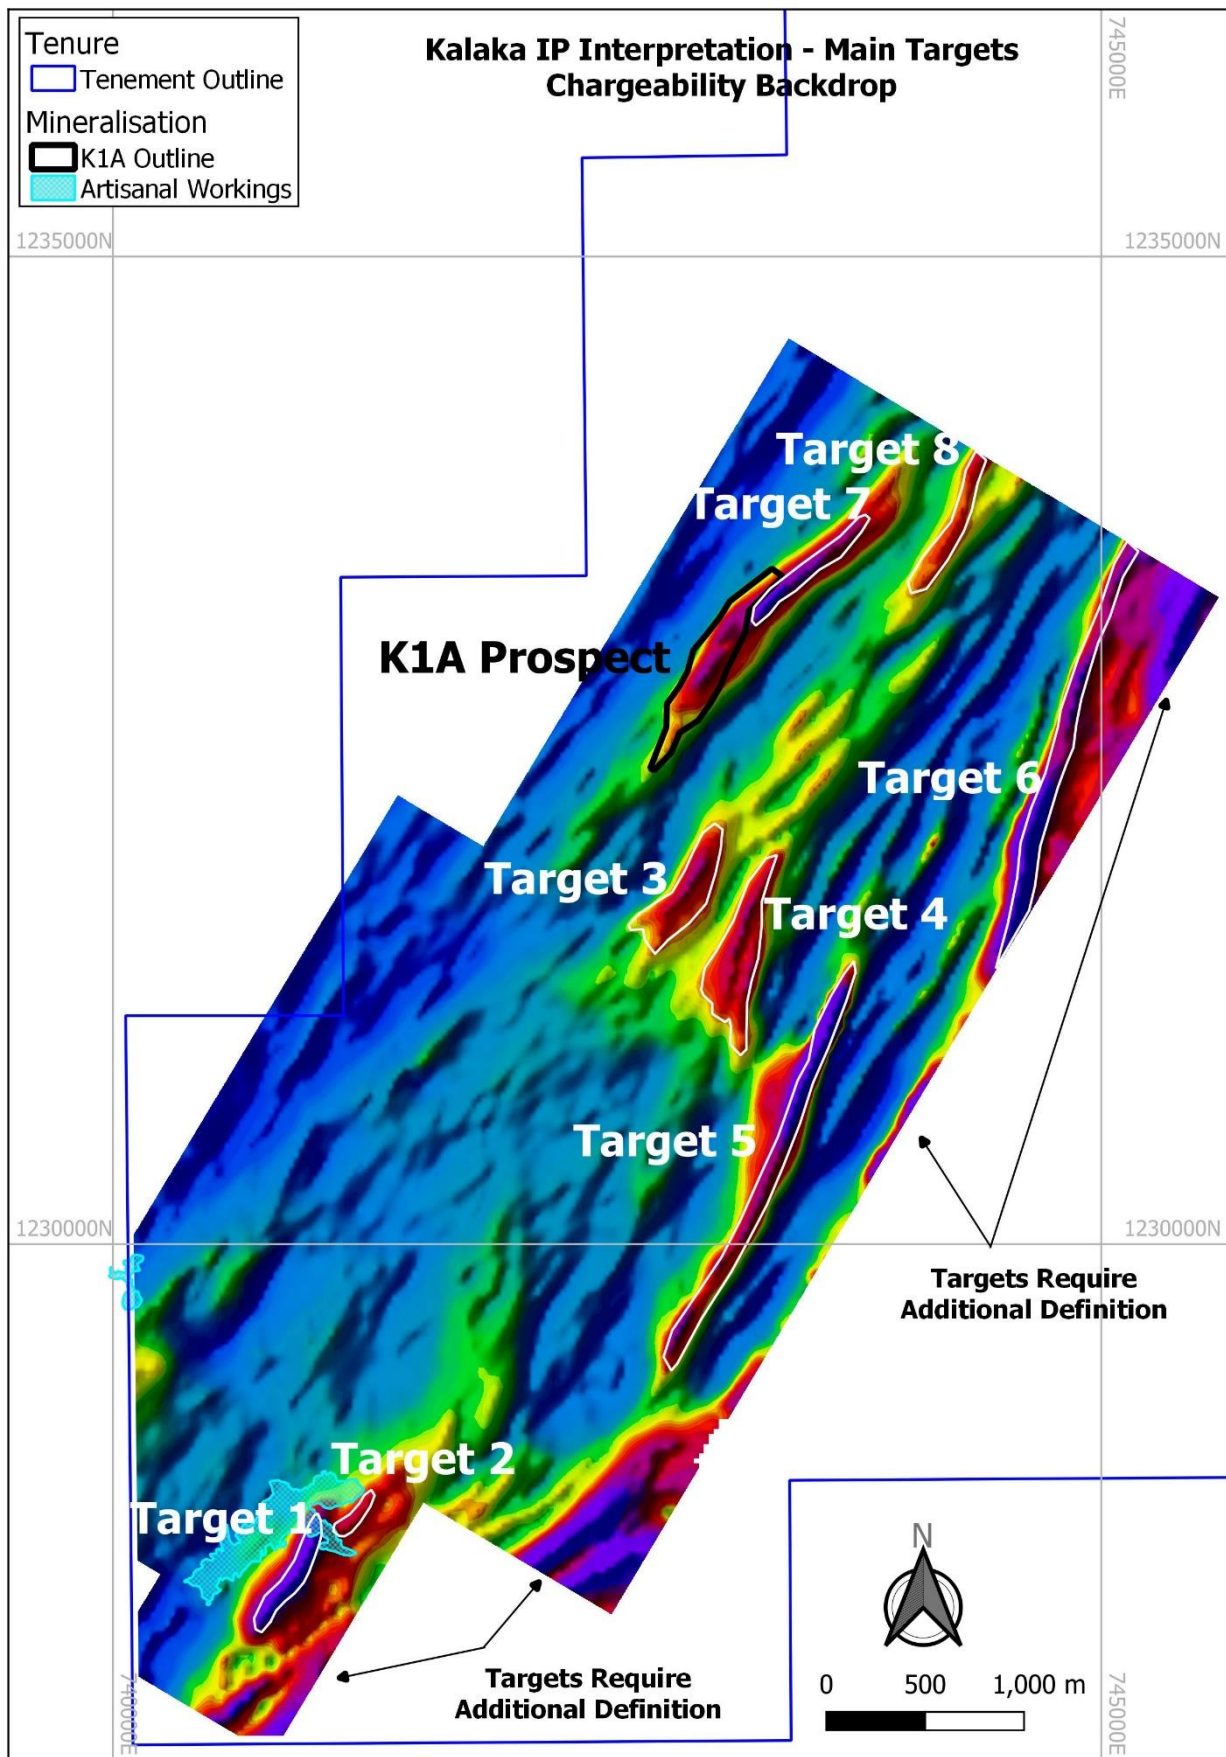 Tenure
Tenement Outline
Mineralisation
K1A Outline
Artisanal Workings
Kalaka IP Interpretation - Main Targets
Chargeability Backdrop
745000E
1235000N
1235000N
Target 8
Target 7
K1A Prospect
Target 6
Target 3
Target 4
Target 5
1230000N
1230000N
Targets Require
Additional Definition
Target 2
Target 1
N
Targets Require
Additional Definition
0 500 1,000 m
740000E
745000E